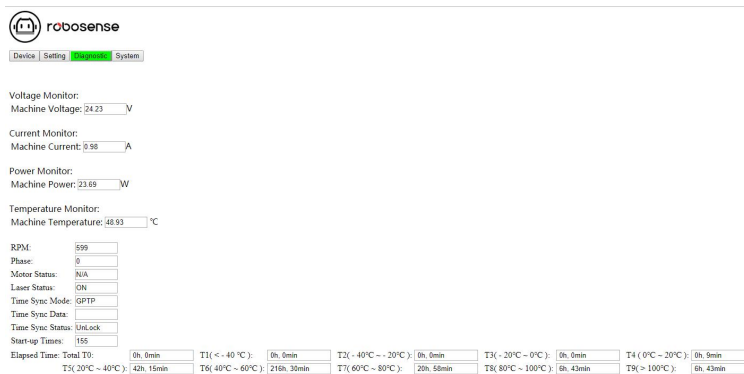 robosense
Device Setting Diagnostic System
Voltage Monitor:
Machine Voltage: 24.23 V
Current Monitor:
Machine Current: 0.98 A
Power Monitor:
Machine Power: 23.69 W
Temperature Monitor:
Machine Temperature: 48.93 ℃
RPM: 599
Phase: 0
Motor Status: N/A
Laser Status: ON
Time Sync Mode: GPTP
Time Sync Data:
Time Sync Status: UnLock
Start-up Times: 155
Elapsed Time: Total T0: 0h, 0min T1( < - 40 ℃ ): 0h, 0min T2( - 40℃ ~ - 20℃ ): 0h, 0min T3( - 20℃ ~ 0℃ ): 0h, 0min T4 ( 0℃ ~ 20℃ ): 0h, 9min
T5( 20℃ ~ 40℃ ): 42h, 15min T6( 40℃ ~ 60℃ ): 216h, 30min T7( 60℃ ~ 80℃ ): 20h, 58min T8( 80℃ ~ 100℃ ): 6h, 43min T9( > 100℃ ): 6h, 43min